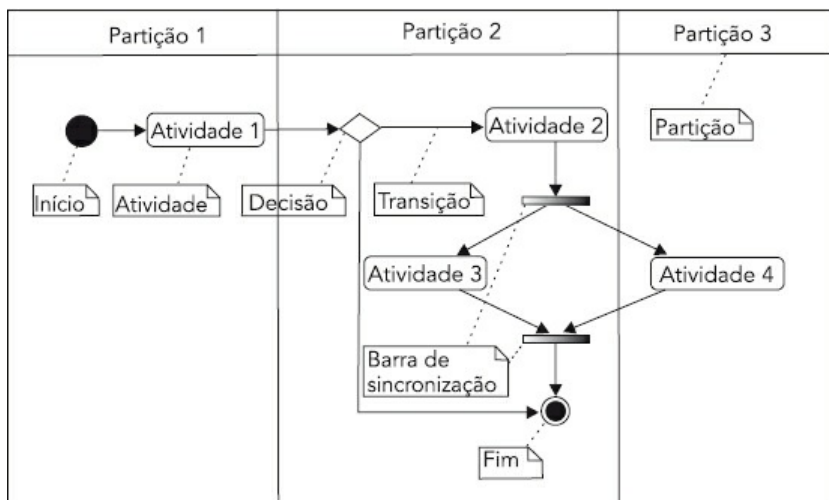 Partição 1
Partição 2
Partição 3
Atividade 1
Atividade 2
Partição
Início
Atividade
Decisão
Transição
Atividade 3
Atividade 4
Barra de
sincronização
Fim